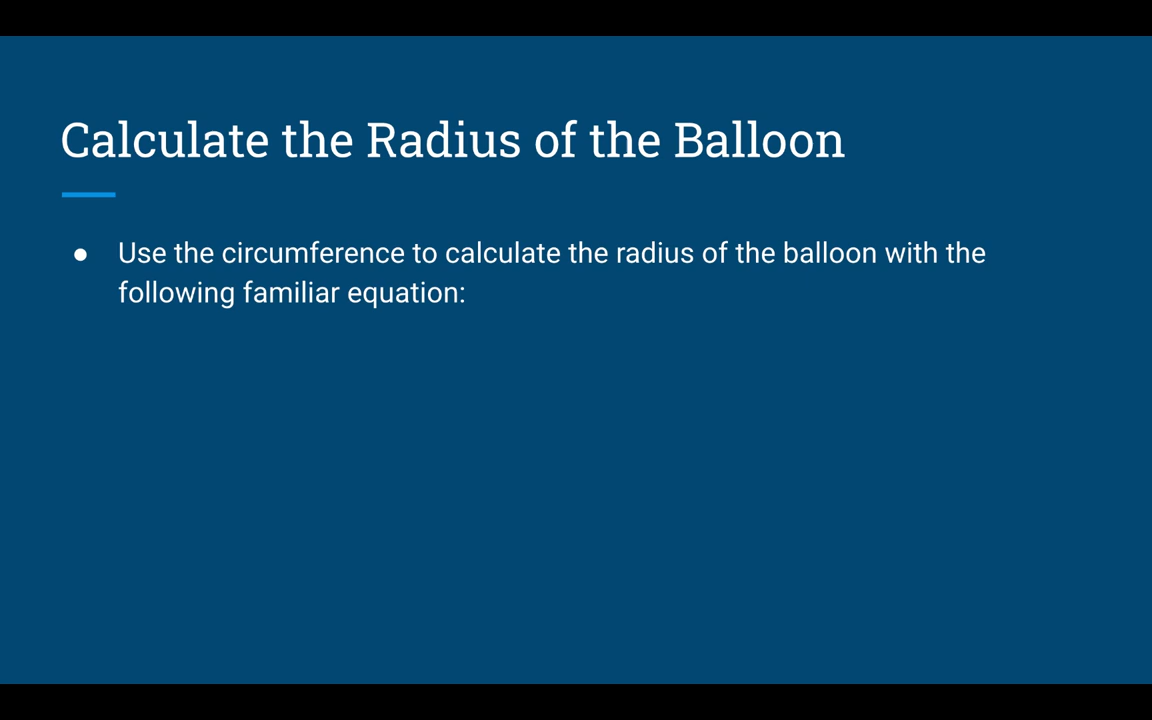 Calculate the Radius of the Balloon
● Use the circumference to calculate the radius of the balloon with the
following familiar equation: